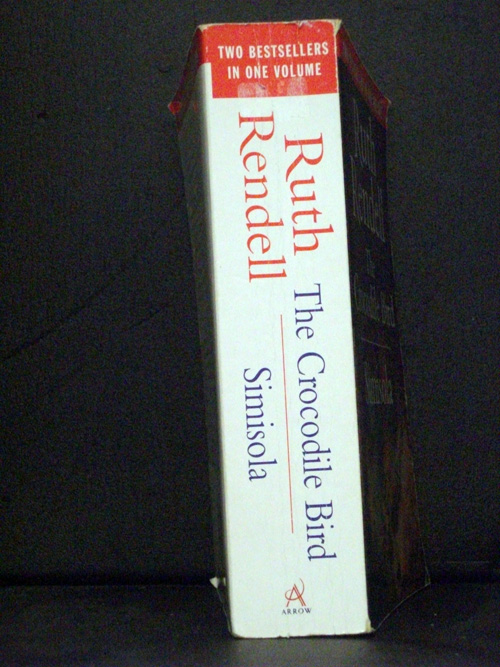 TWO BESTSELLERS
IN ONE VOLUME
Ruth
Rendell
The Crocodile Bird
Simisola
ARROW